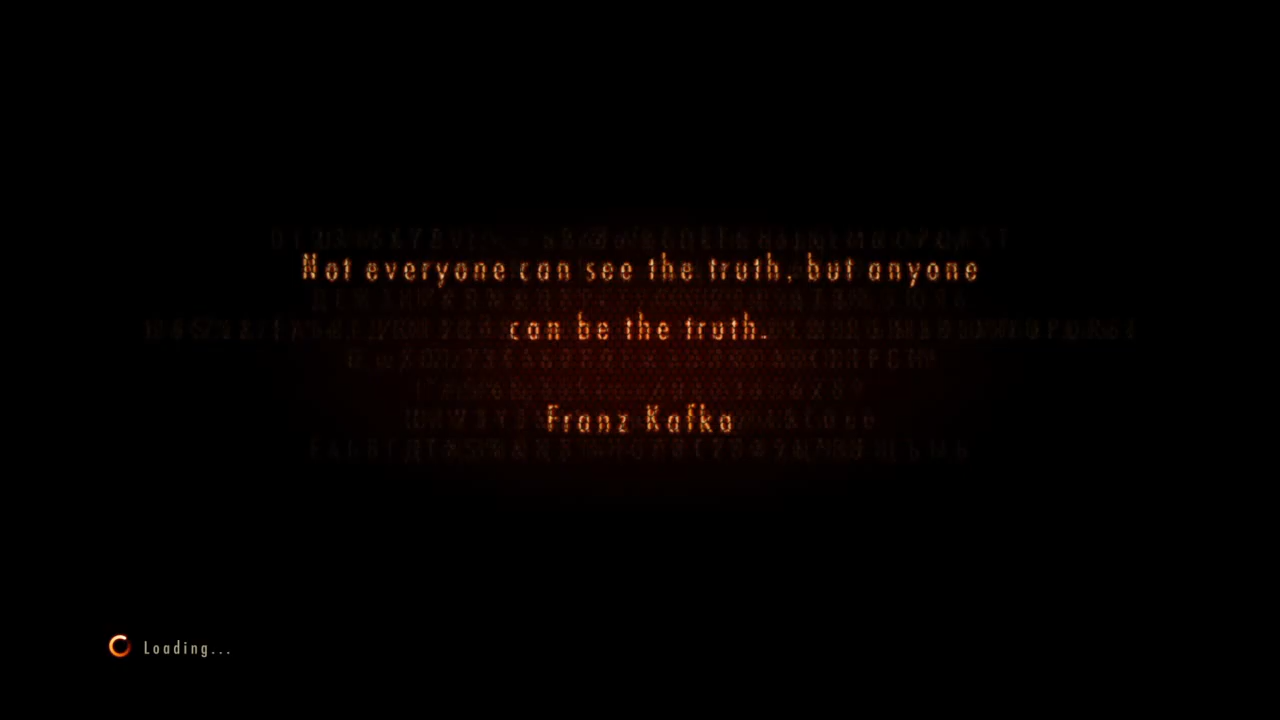 Not everyone can see the truth, but anyone
can be the truth.
Franz Kafka
Loading...